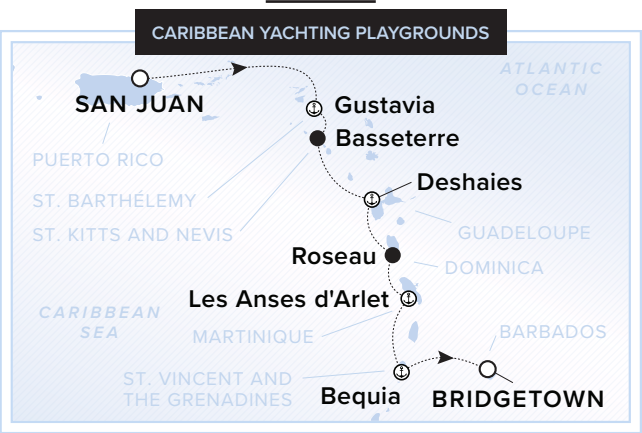 CARIBBEAN YACHTING PLAYGROUNDS
ATLANTIC
OCEAN
SAN JUAN
Gustavia
Basseterre
PUERTO RICO
Deshaies
ST. BARTHÉLEMY
ST. KITTS AND NEVIS
GUADELOUPE
Roseau
DOMINICA
Les Anses d'Arlet
CARIBBEAN
SEA
MARTINIQUE
BARBADOS
ST. VINCENT AND
THE GRENADINES
Bequia
BRIDGETOWN